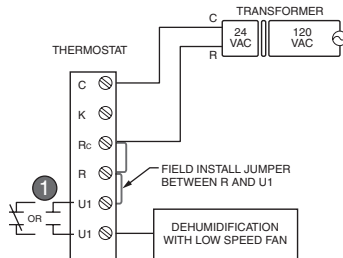 TRANSFORMER
C
24
VAC
120
VAC
R
THERMOSTAT
C
K
RC
R
FIELD INSTALL JUMPER
BETWEEN R AND U1
1
U1
OR
U1
DEHUMIDIFICATION
WITH LOW SPEED FAN